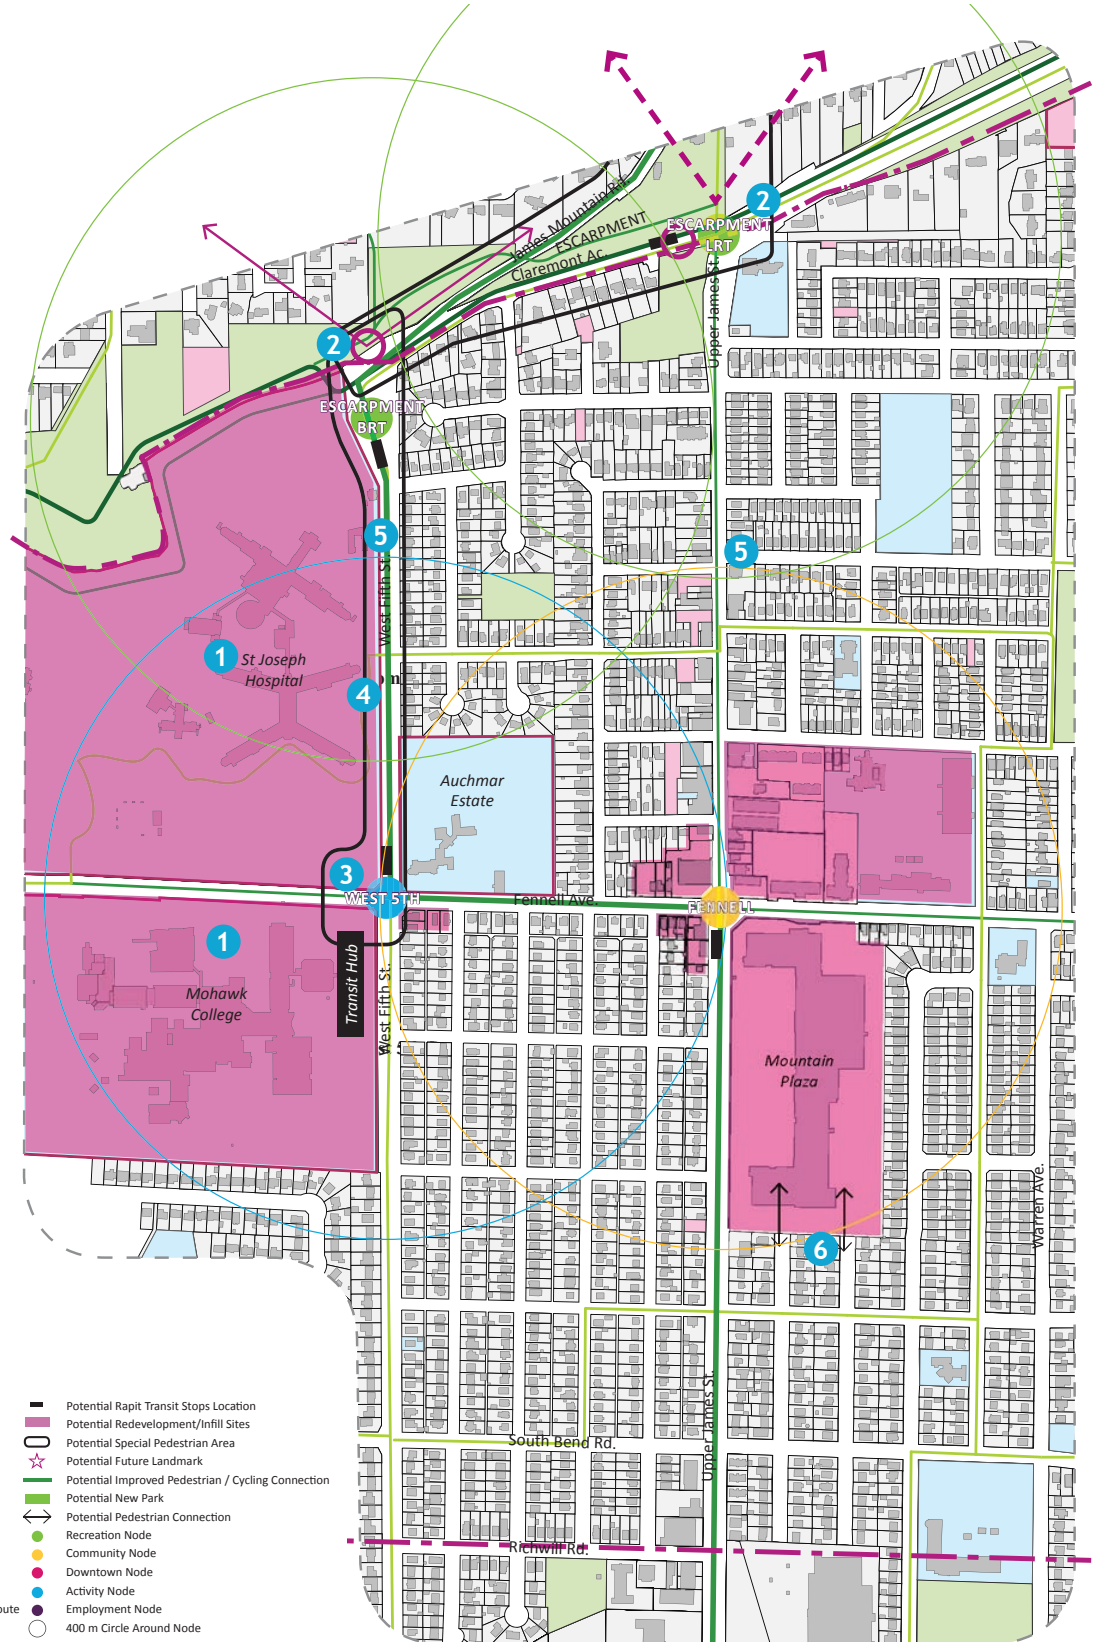 James Mountain Rd.
ESCARPMENT
Claremont Ac.
2
ESCARPMENT
LRT
Upper James St.
2
ESCARPMENT
BRT
5
5
West Fifth St.
1
St Joseph
Hospital
4
om
Auchmar
Estate
3
WEST 5TH
Fennell Ave.
FENNELL
1
Mohawk
College
Transit Hub
West Fifth St.
Mountain
Plaza
Warren Ave.
6
Upper James St.
South Bend Rd.
Richwill Rd.
Potential Rapit Transit Stops Location
Potential Redevelopment/Infill Sites
Potential Special Pedestrian Area
Potential Future Landmark
Potential Improved Pedestrian / Cycling Connection
Potential New Park
Potential Pedestrian Connection
Recreation Node
Community Node
Downtown Node
Activity Node
oute
Employment Node
400 m Circle Around Node